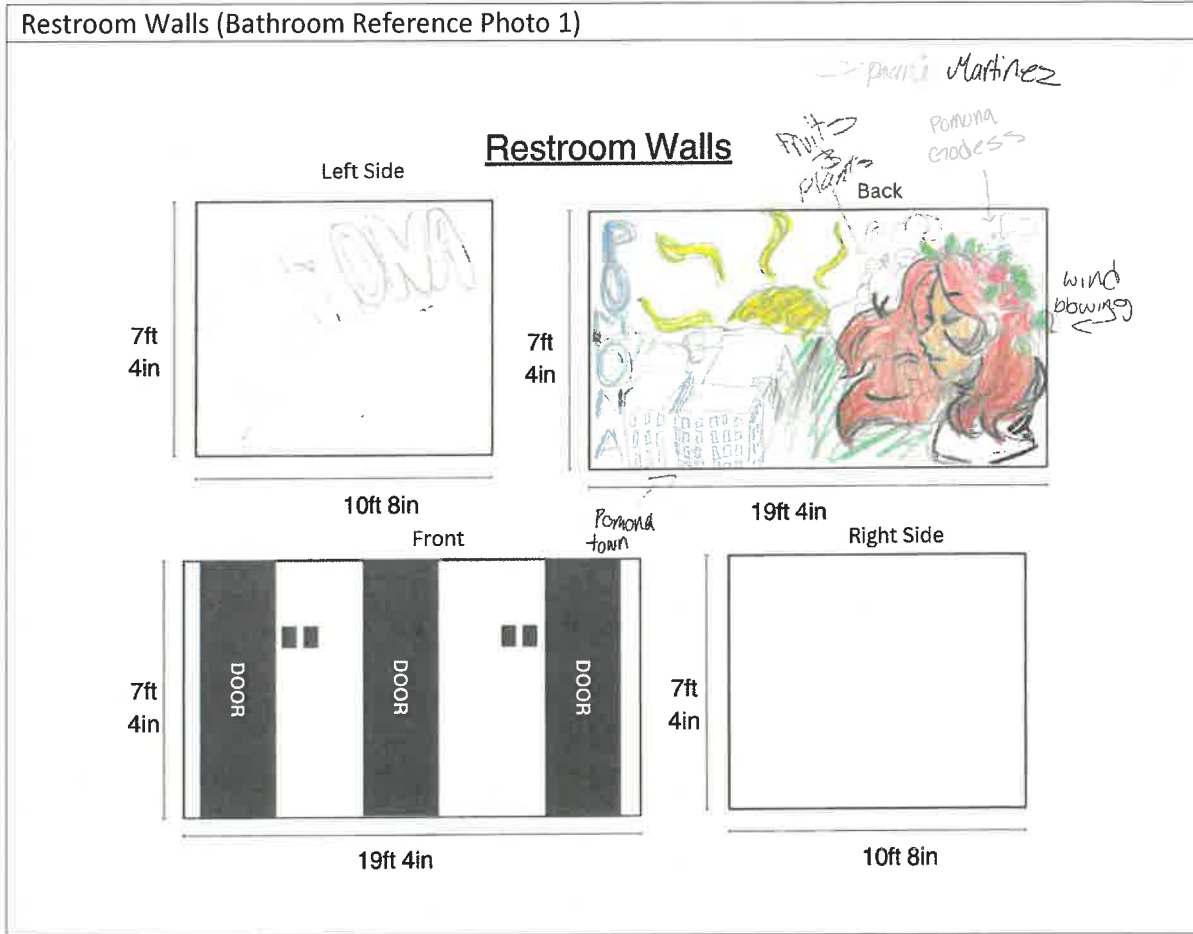 Restroom Walls (Bathroom Reference Photo 1)
Martinez
Restroom Walls
Fruits
&
plants
Pomona
Godess
Left Side
Back
7ft
4in
10ft 8in
7ft
4in
POMONA
wind
bowing
19ft 4in
Pomona
town
Front
7ft
4in
DOOR
DOOR
DOOR
19ft 4in
Right Side
7ft
4in
10ft 8in